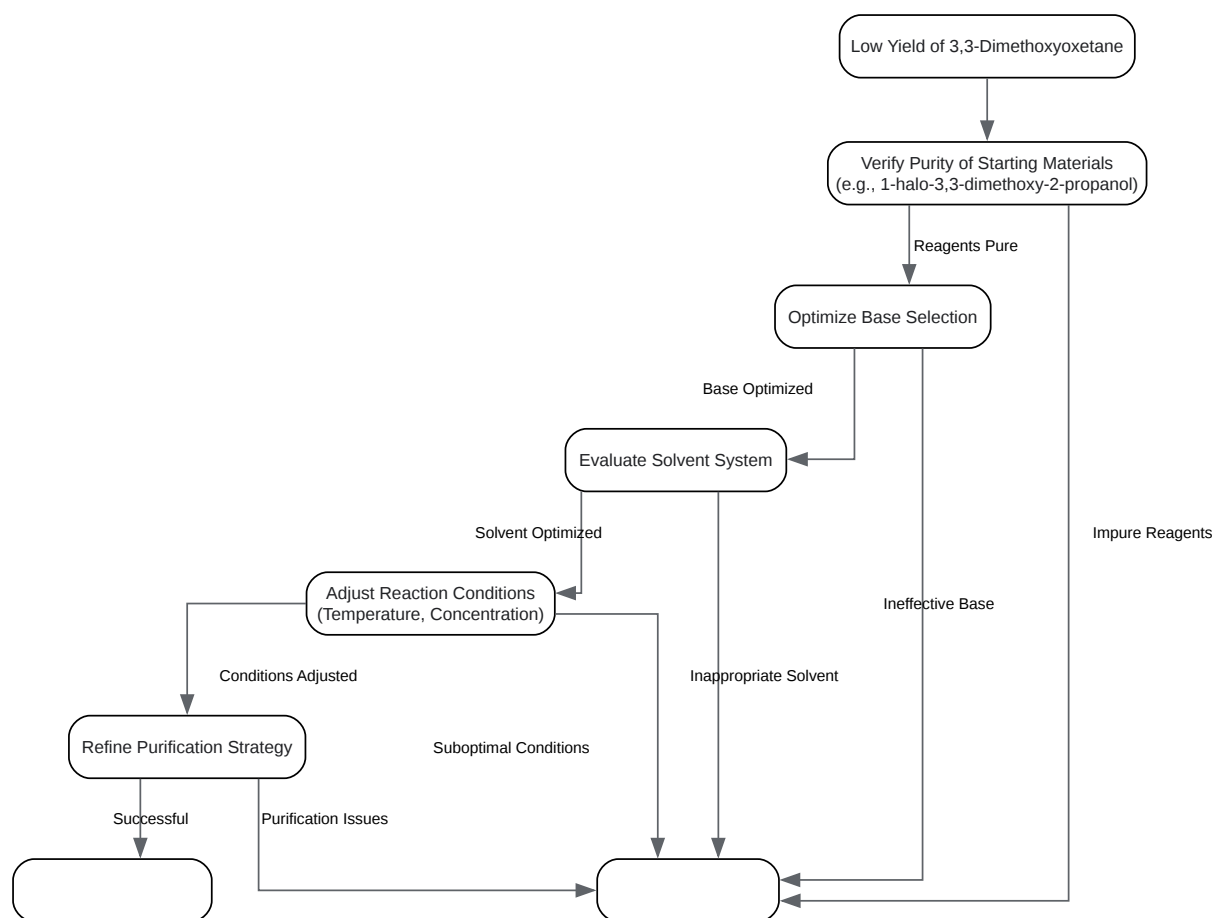 Low Yield of 3,3-Dimethoxyoxetane
Verify Purity of Starting Materials
(e.g., 1-halo-3,3-dimethoxy-2-propanol)
Reagents Pure
Optimize Base Selection
Base Optimized
Evaluate Solvent System
Solvent Optimized
Impure Reagents
Adjust Reaction Conditions
(Temperature, Concentration)
Ineffective Base
Conditions Adjusted
Inappropriate Solvent
Refine Purification Strategy
Suboptimal Conditions
Successful
Purification Issues